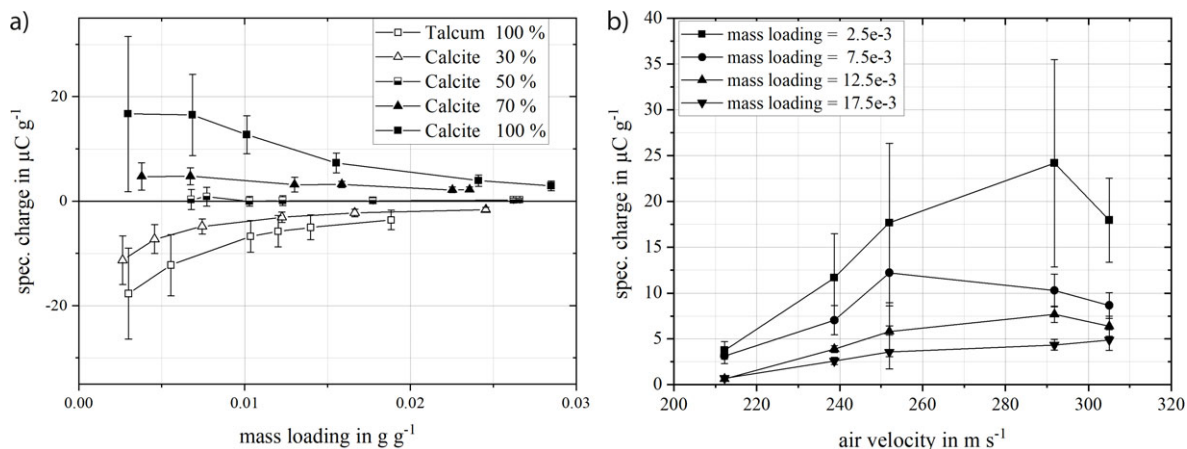 a)
spec. charge in µC g⁻¹
20
0
-20
0.00 0.01 0.02 0.03
mass loading in g g⁻¹
Talcum 100 %
Calcite 30 %
Calcite 50 %
Calcite 70 %
Calcite 100 %
b)
spec. charge in µC g⁻¹
40
35
30
25
20
15
10
5
0
200 220 240 260 280 300 320
air velocity in m s⁻¹
mass loading = 2.5e-3
mass loading = 7.5e-3
mass loading = 12.5e-3
mass loading = 17.5e-3